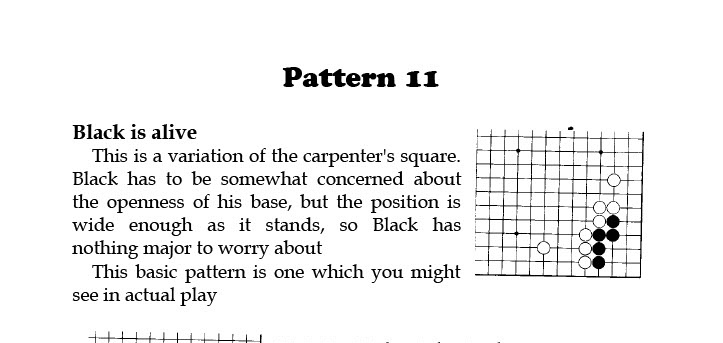 Pattern 11
Black is alive
This is a variation of the carpenter's square.
Black has to be somewhat concerned about
the openness of his base, but the position is
wide enough as it stands, so Black has
nothing major to worry about
This basic pattern is one which you might
see in actual play